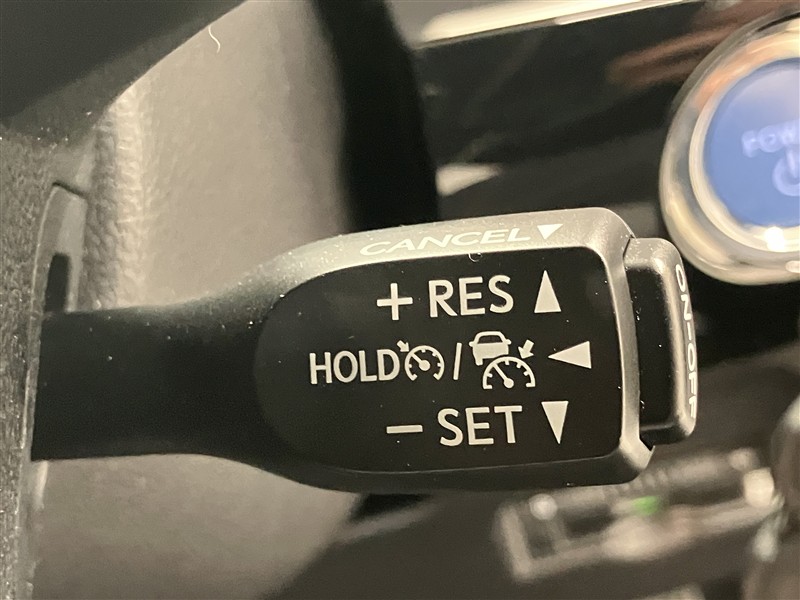 CANCEL▼
+ RES ▲
HOLD / ◀
− SET ▼
ON-OFF